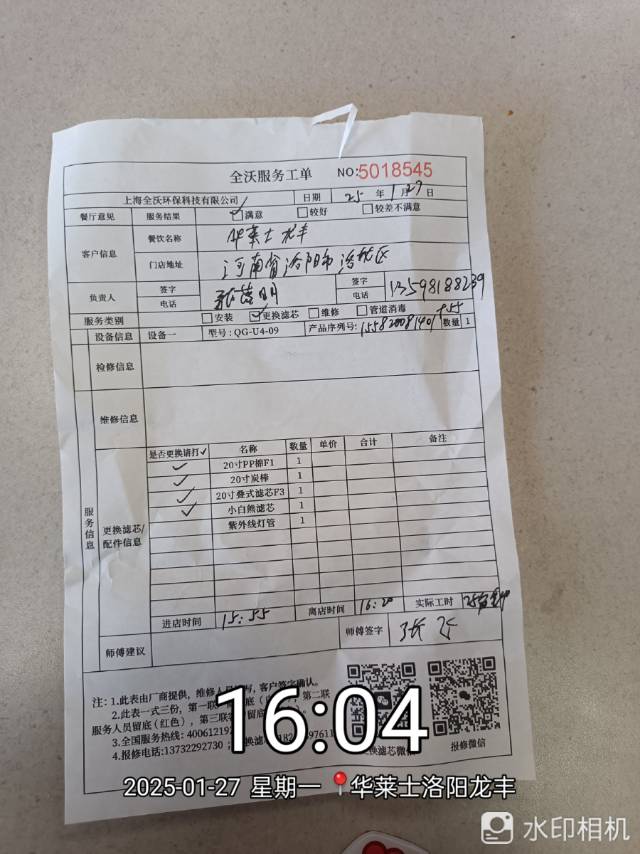 全沃服务工单 NO:5018545
上海全沃环保科技有限公司 日期 25 年 1 月 27 日
餐厅意见 服务结果 ☑满意 □较好 □较差不满意
客户信息 餐饮名称 华莱士龙丰
门店地址 河南省洛阳市
负责人 签字 签字
电话 电话 13598188239
服务类别 □安装 ☑更换滤芯 □维修 □管道消毒
设备信息 设备一 型号:QG-U4-09 产品序列号: 数量 1
检修信息
维修信息
服务信息
更换滤芯/配件信息
是否更换请打✓ 名称 数量 单价 合计 备注
✓ 20寸PP棉F1 1
✓ 20寸炭棒 1
✓ 20寸叠式滤芯F3 1
✓ 小白熊滤芯 1
紫外线灯管 1
进店时间 15:55 离店时间 16:20 实际工时
师傅建议 师傅签字 张飞
注: 1.此表由厂商提供，维修人员填写，客户签字确认。
2.此表一式三份，第一联
服务人员留底(红色)，第三联
3.全国服务热线:
4.报修电话:13732292730
更换滤芯微信 报修微信
16:04
2025-01-27 星期一 华莱士洛阳龙丰
水印相机